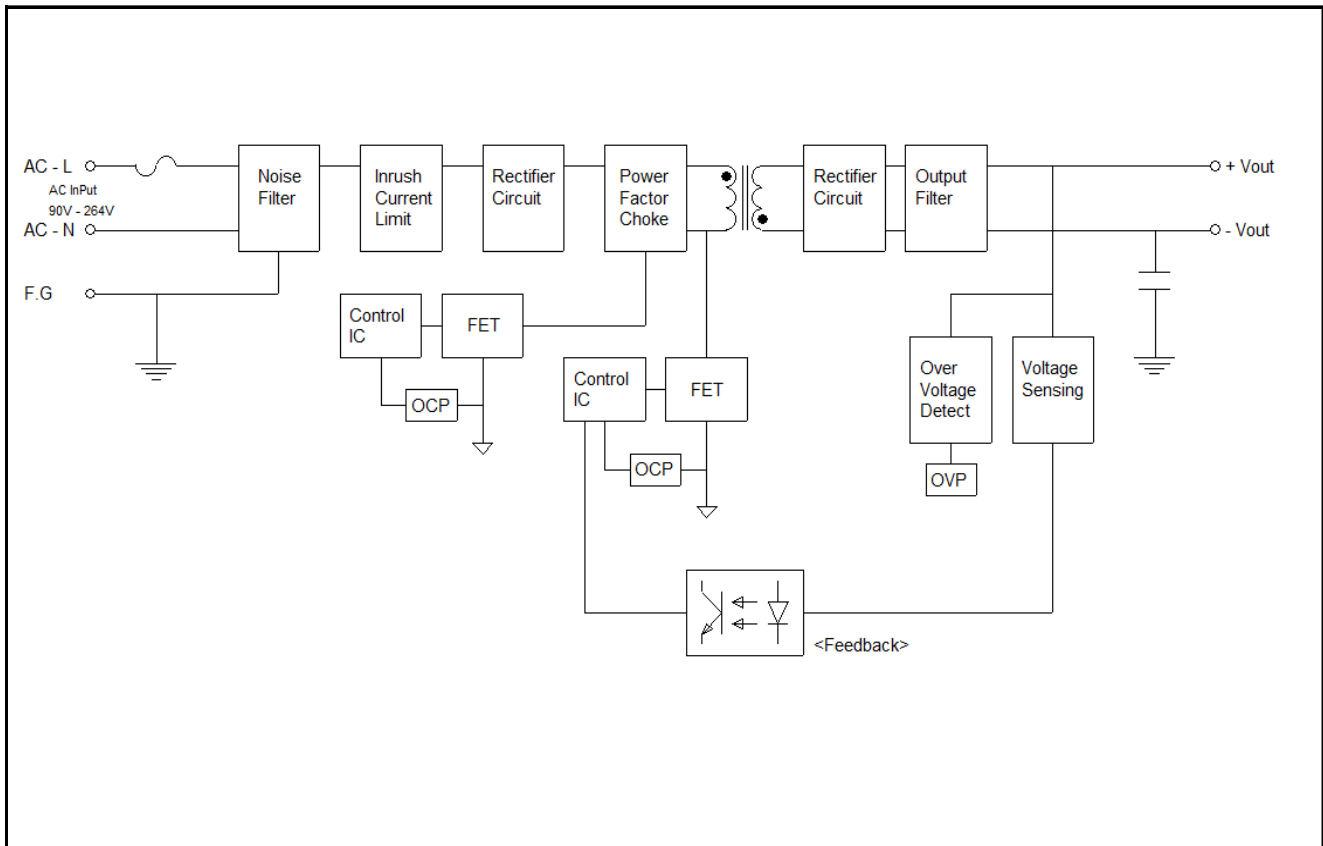 AC - L
AC InPut
90V - 264V
AC - N
F.G
Noise
Filter
Inrush
Current
Limit
Rectifier
Circuit
Power
Factor
Choke
Rectifier
Circuit
Output
Filter
+ Vout
- Vout
Control
IC
FET
OCP
Control
IC
FET
OCP
Over
Voltage
Detect
Voltage
Sensing
OVP
<Feedback>